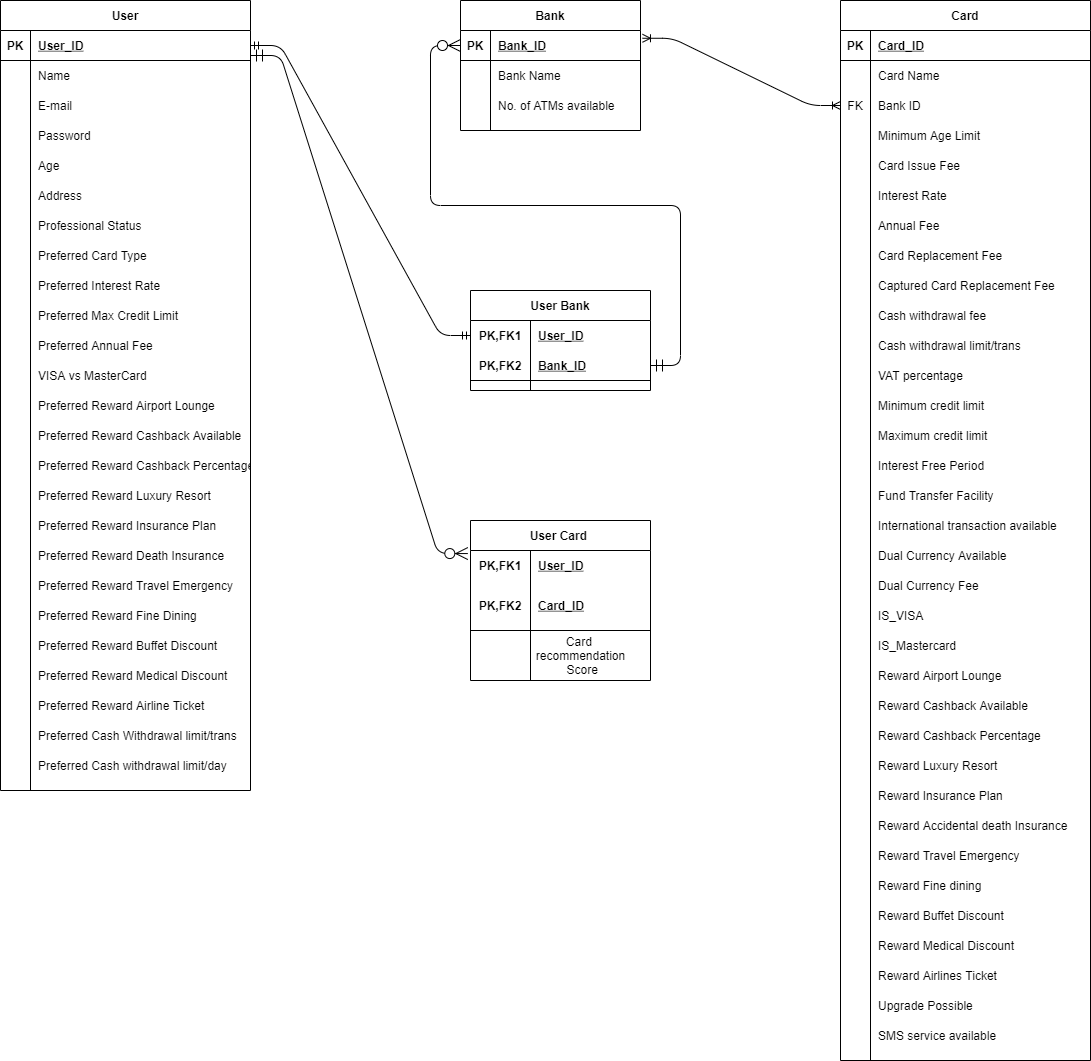 User
PK User_ID
Name
E-mail
Password
Age
Address
Professional Status
Preferred Card Type
Preferred Interest Rate
Preferred Max Credit Limit
Preferred Annual Fee
VISA vs MasterCard
Preferred Reward Airport Lounge
Preferred Reward Cashback Available
Preferred Reward Cashback Percentage
Preferred Reward Luxury Resort
Preferred Reward Insurance Plan
Preferred Reward Death Insurance
Preferred Reward Travel Emergency
Preferred Reward Fine Dining
Preferred Reward Buffet Discount
Preferred Reward Medical Discount
Preferred Reward Airline Ticket
Preferred Cash Withdrawal limit/trans
Preferred Cash withdrawal limit/day
Bank
PK Bank_ID
Bank Name
No. of ATMs available
User Bank
PK,FK1 User_ID
PK,FK2 Bank_ID
User Card
PK,FK1 User_ID
PK,FK2 Card_ID
Card
recommendation
Score
Card
PK Card_ID
Card Name
FK Bank ID
Minimum Age Limit
Card Issue Fee
Interest Rate
Annual Fee
Card Replacement Fee
Captured Card Replacement Fee
Cash withdrawal fee
Cash withdrawal limit/trans
VAT percentage
Minimum credit limit
Maximum credit limit
Interest Free Period
Fund Transfer Facility
International transaction available
Dual Currency Available
Dual Currency Fee
IS_VISA
IS_Mastercard
Reward Airport Lounge
Reward Cashback Available
Reward Cashback Percentage
Reward Luxury Resort
Reward Insurance Plan
Reward Accidental death Insurance
Reward Travel Emergency
Reward Fine dining
Reward Buffet Discount
Reward Medical Discount
Reward Airlines Ticket
Upgrade Possible
SMS service available